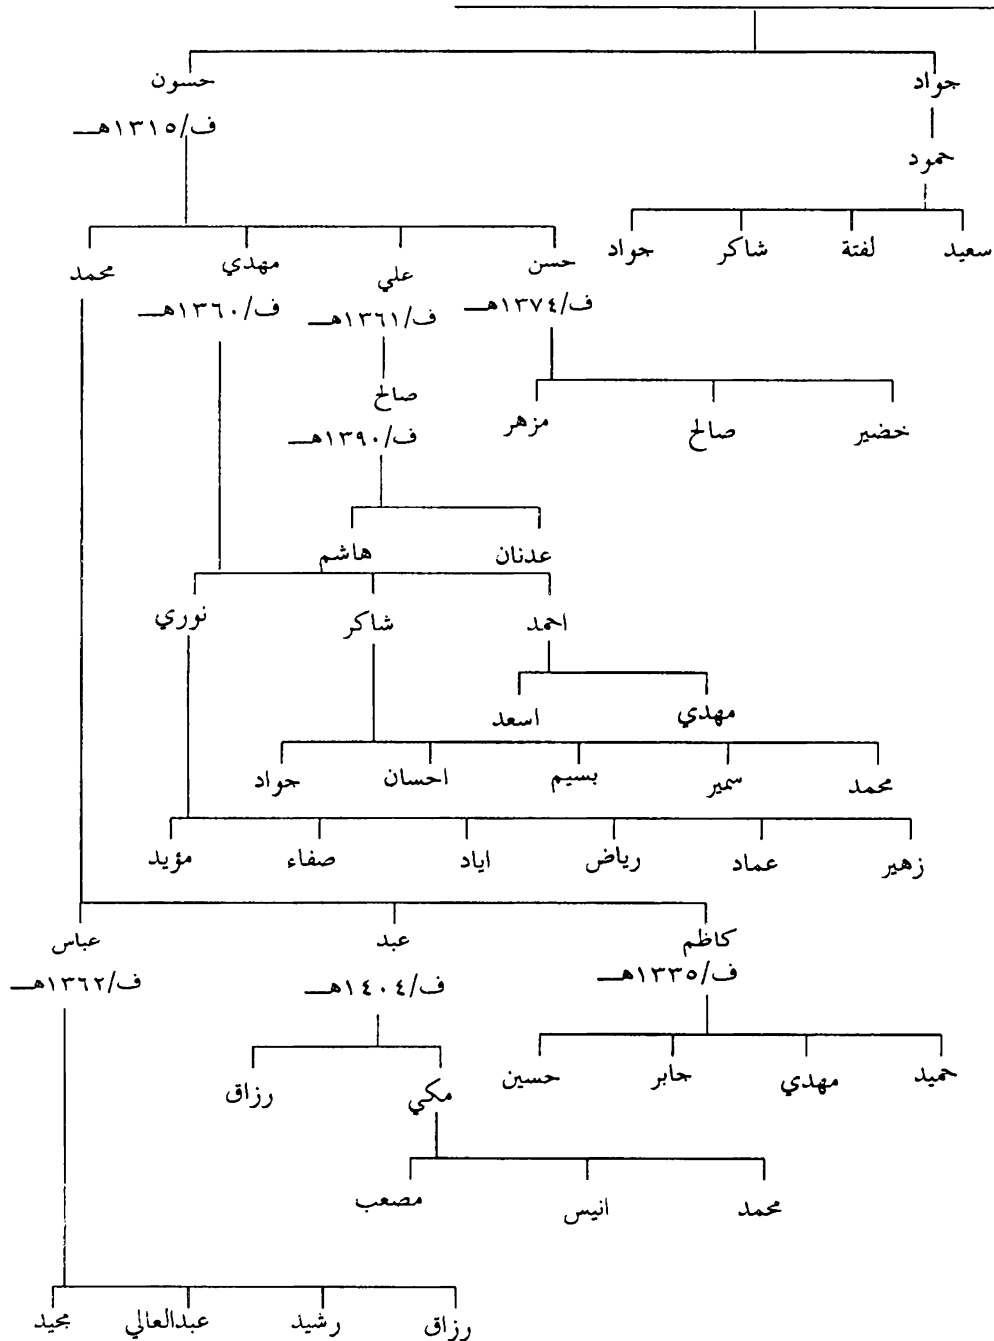 جواد حسون
ف/١٣١٥هـ
حمود
سعيد لفتة شاكر جواد
حسن علي مهدي محمد
ف/١٣٧٤هـ ف/١٣٦١هـ ف/١٣٦٠هـ
صالح
خضير صالح مزهر
ف/١٣٩٠هـ
عدنان هاشم
احمد شاكر نوري
مهدي اسعد
محمد سمير بسيم احسان جواد
زهير عماد رياض اياد صفاء مؤيد
كاظم عبد عباس
ف/١٣٣٥هـ ف/١٤٠٤هـ ف/١٣٦٢هـ
حميد مهدي جابر حسين مكي رزاق
محمد انيس مصعب
رزاق رشيد عبدالعالي مجيد